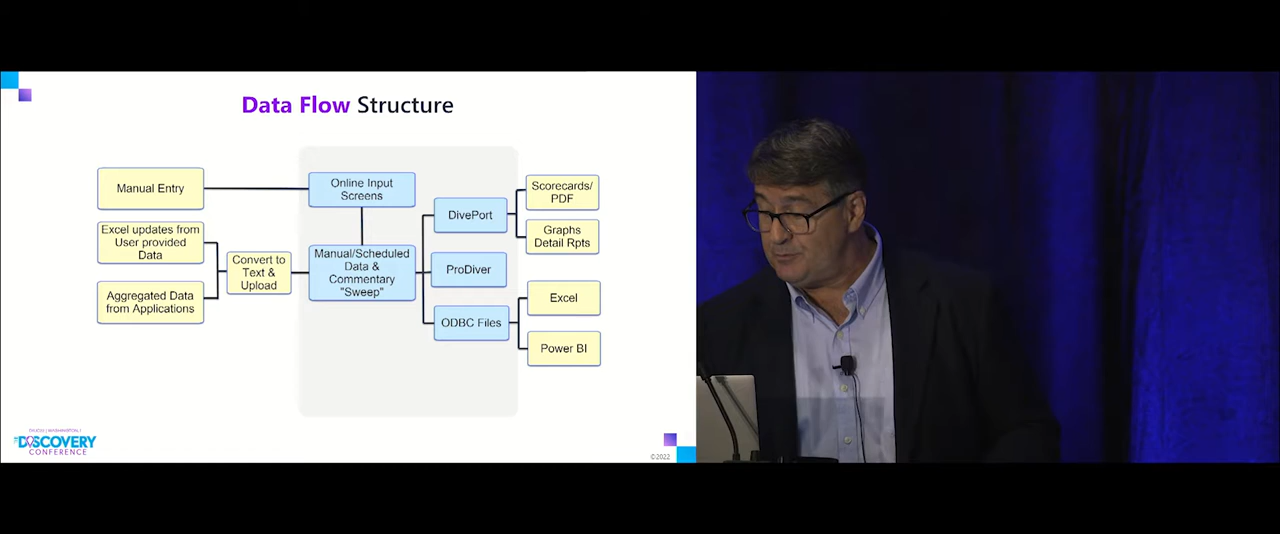 Data Flow Structure
Manual Entry
Online Input
Screens
Scorecards/
PDF
DivePort
Excel updates from
User provided
Data
Graphs
Detail Rpts
Convert to
Text &
Upload
Manual/Scheduled
Data &
Commentary
"Sweep"
ProDiver
Aggregated Data
from Applications
Excel
ODBC Files
Power BI
DISCOVERY
CONFERENCE
©2022